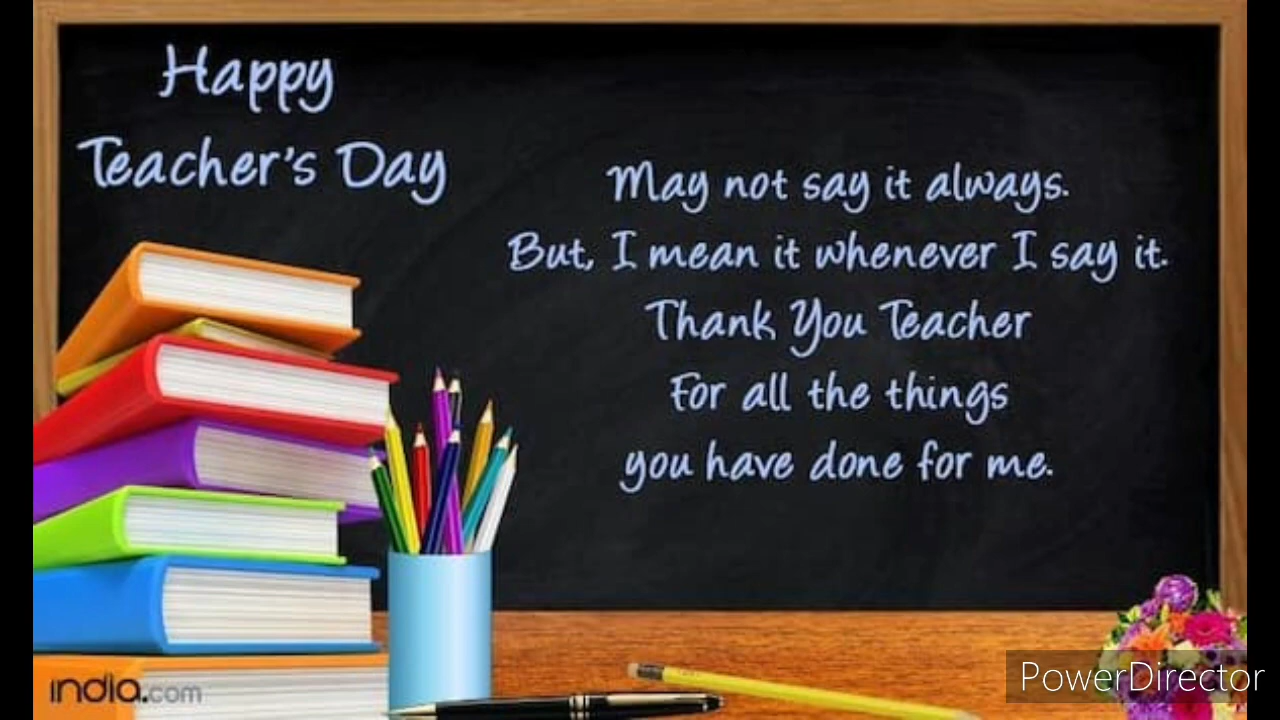 Happy
Teacher's Day
May not say it always.
But, I mean it whenever I say it.
Thank You Teacher
For all the things
you have done for me.
india.com
PowerDirector